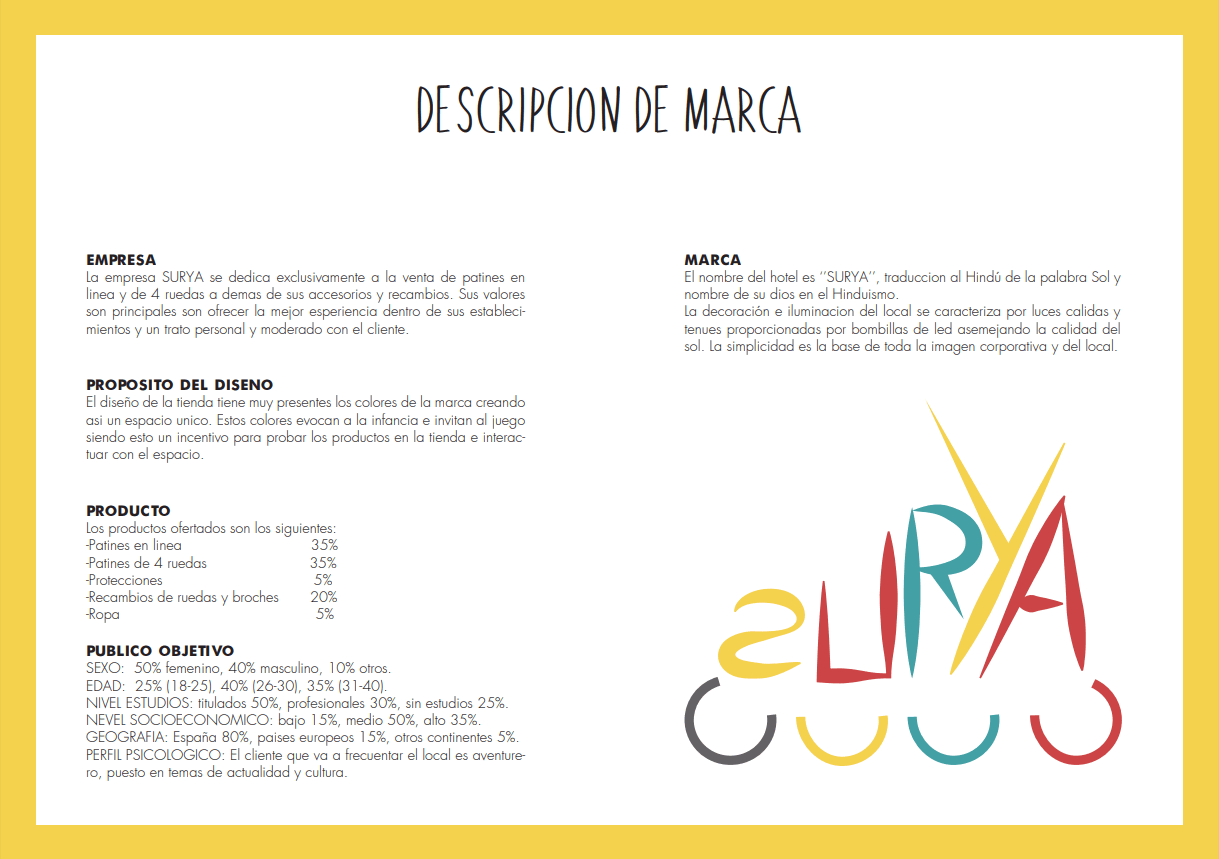 DESCRIPCION DE MARCA
EMPRESA
La empresa SURYA se dedica exclusivamente a la venta de patines en
linea y de 4 ruedas a demas de sus accesorios y recambios. Sus valores
son principales son ofrecer la mejor esperiencia dentro de sus estableci-
mientos y un trato personal y moderado con el cliente.
PROPOSITO DEL DISENO
El diseño de la tienda tiene muy presentes los colores de la marca creando
asi un espacio unico. Estos colores evocan a la infancia e invitan al juego
siendo esto un incentivo para probar los productos en la tienda e interac-
tuar con el espacio.
PRODUCTO
Los productos ofertados son los siguientes:
-Patines en linea 35%
-Patines de 4 ruedas 35%
-Protecciones 5%
-Recambios de ruedas y broches 20%
-Ropa 5%
PUBLICO OBJETIVO
SEXO: 50% femenino, 40% masculino, 10% otros.
EDAD: 25% (18-25), 40% (26-30), 35% (31-40).
NIVEL ESTUDIOS: titulados 50%, profesionales 30%, sin estudios 25%.
NEVEL SOCIOECONOMICO: bajo 15%, medio 50%, alto 35%.
GEOGRAFIA: España 80%, paises europeos 15%, otros continentes 5%.
PERFIL PSICOLOGICO: El cliente que va a frecuentar el local es aventure-
ro, puesto en temas de actualidad y cultura.
MARCA
El nombre del hotel es ‘‘SURYA’’, traduccion al Hindú de la palabra Sol y
nombre de su dios en el Hinduismo.
La decoración e iluminacion del local se caracteriza por luces calidas y
tenues proporcionadas por bombillas de led asemejando la calidad del
sol. La simplicidad es la base de toda la imagen corporativa y del local.
SURYA